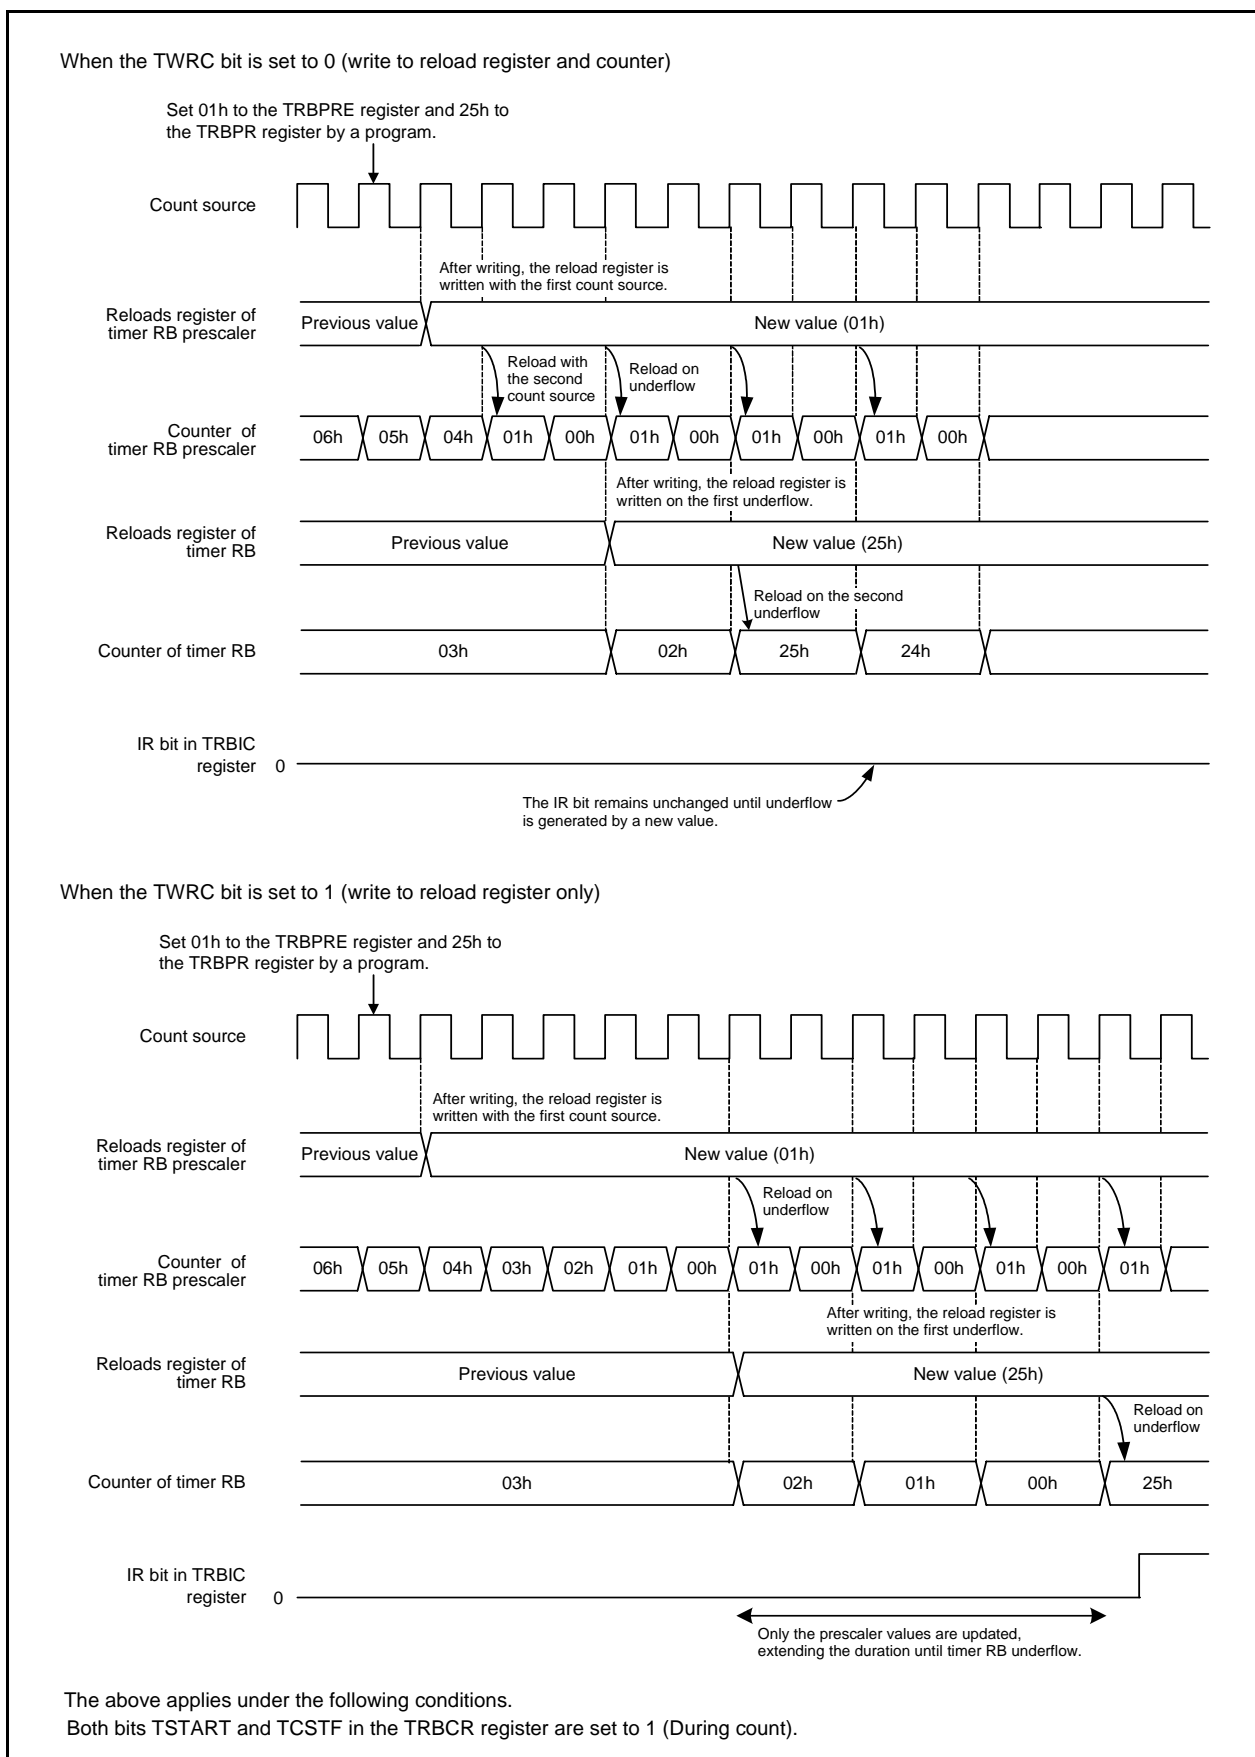 When the TWRC bit is set to 0 (write to reload register and counter)
Set 01h to the TRBPRE register and 25h to
the TRBPR register by a program.
Count source
After writing, the reload register is
written with the first count source.
Reloads register of
timer RB prescaler
Previous value
New value (01h)
Reload with
the second
count source
Reload on
underflow
Counter of
timer RB prescaler
06h 05h 04h 01h 00h 01h 00h 01h 00h 01h 00h
After writing, the reload register is
written on the first underflow.
Reloads register of
timer RB
Previous value
New value (25h)
Reload on the second
underflow
Counter of timer RB
03h 02h 25h 24h
IR bit in TRBIC
register
0
The IR bit remains unchanged until underflow
is generated by a new value.
When the TWRC bit is set to 1 (write to reload register only)
Set 01h to the TRBPRE register and 25h to
the TRBPR register by a program.
Count source
After writing, the reload register is
written with the first count source.
Reloads register of
timer RB prescaler
Previous value
New value (01h)
Reload on
underflow
Counter of
timer RB prescaler
06h 05h 04h 03h 02h 01h 00h 01h 00h 01h 00h 01h 00h 01h
After writing, the reload register is
written on the first underflow.
Reloads register of
timer RB
Previous value
New value (25h)
Reload on
underflow
Counter of timer RB
03h 02h 01h 00h 25h
IR bit in TRBIC
register
0
Only the prescaler values are updated,
extending the duration until timer RB underflow.
The above applies under the following conditions.
Both bits TSTART and TCSTF in the TRBCR register are set to 1 (During count).